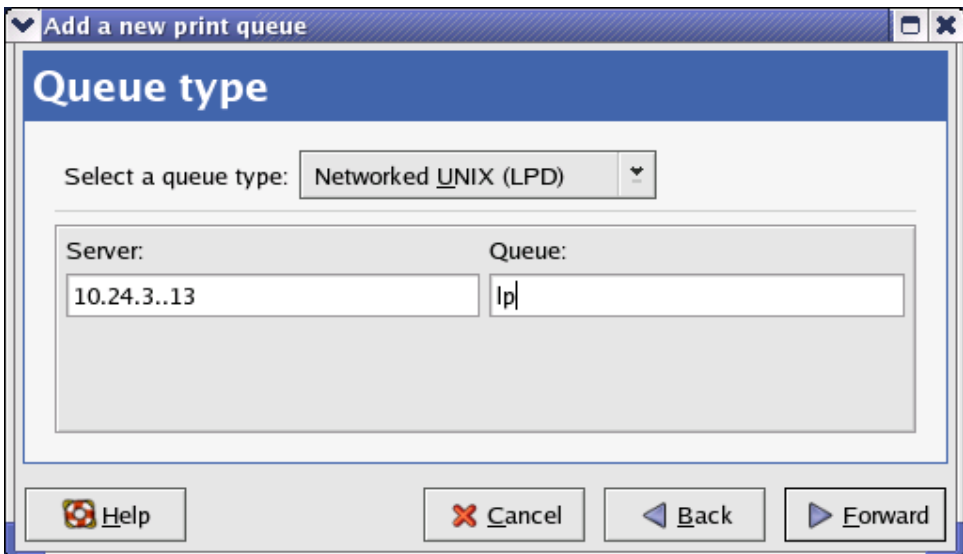 Add a new print queue
Queue type
Select a queue type: Networked UNIX (LPD)
Server: Queue:
10.24.3..13 lp
Help Cancel Back Forward